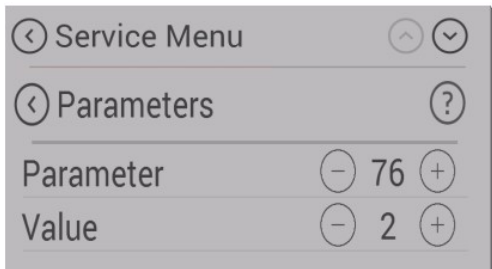 Service Menu
Parameters ?
Parameter - 76 +
Value - 2 +